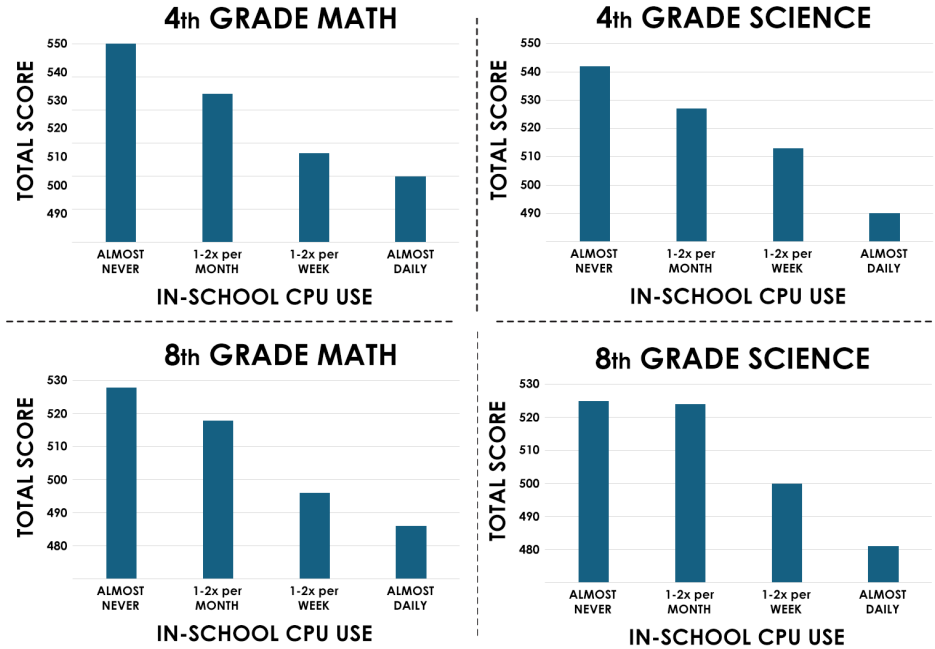 4th GRADE MATH
TOTAL SCORE
550
540
530
520
510
500
490
ALMOST NEVER
1-2x per MONTH
1-2x per WEEK
ALMOST DAILY
IN-SCHOOL CPU USE
4th GRADE SCIENCE
TOTAL SCORE
550
540
530
520
510
500
490
ALMOST NEVER
1-2x per MONTH
1-2x per WEEK
ALMOST DAILY
IN-SCHOOL CPU USE
8th GRADE MATH
TOTAL SCORE
530
520
510
500
490
480
ALMOST NEVER
1-2x per MONTH
1-2x per WEEK
ALMOST DAILY
IN-SCHOOL CPU USE
8th GRADE SCIENCE
TOTAL SCORE
530
520
510
500
490
480
ALMOST NEVER
1-2x per MONTH
1-2x per WEEK
ALMOST DAILY
IN-SCHOOL CPU USE